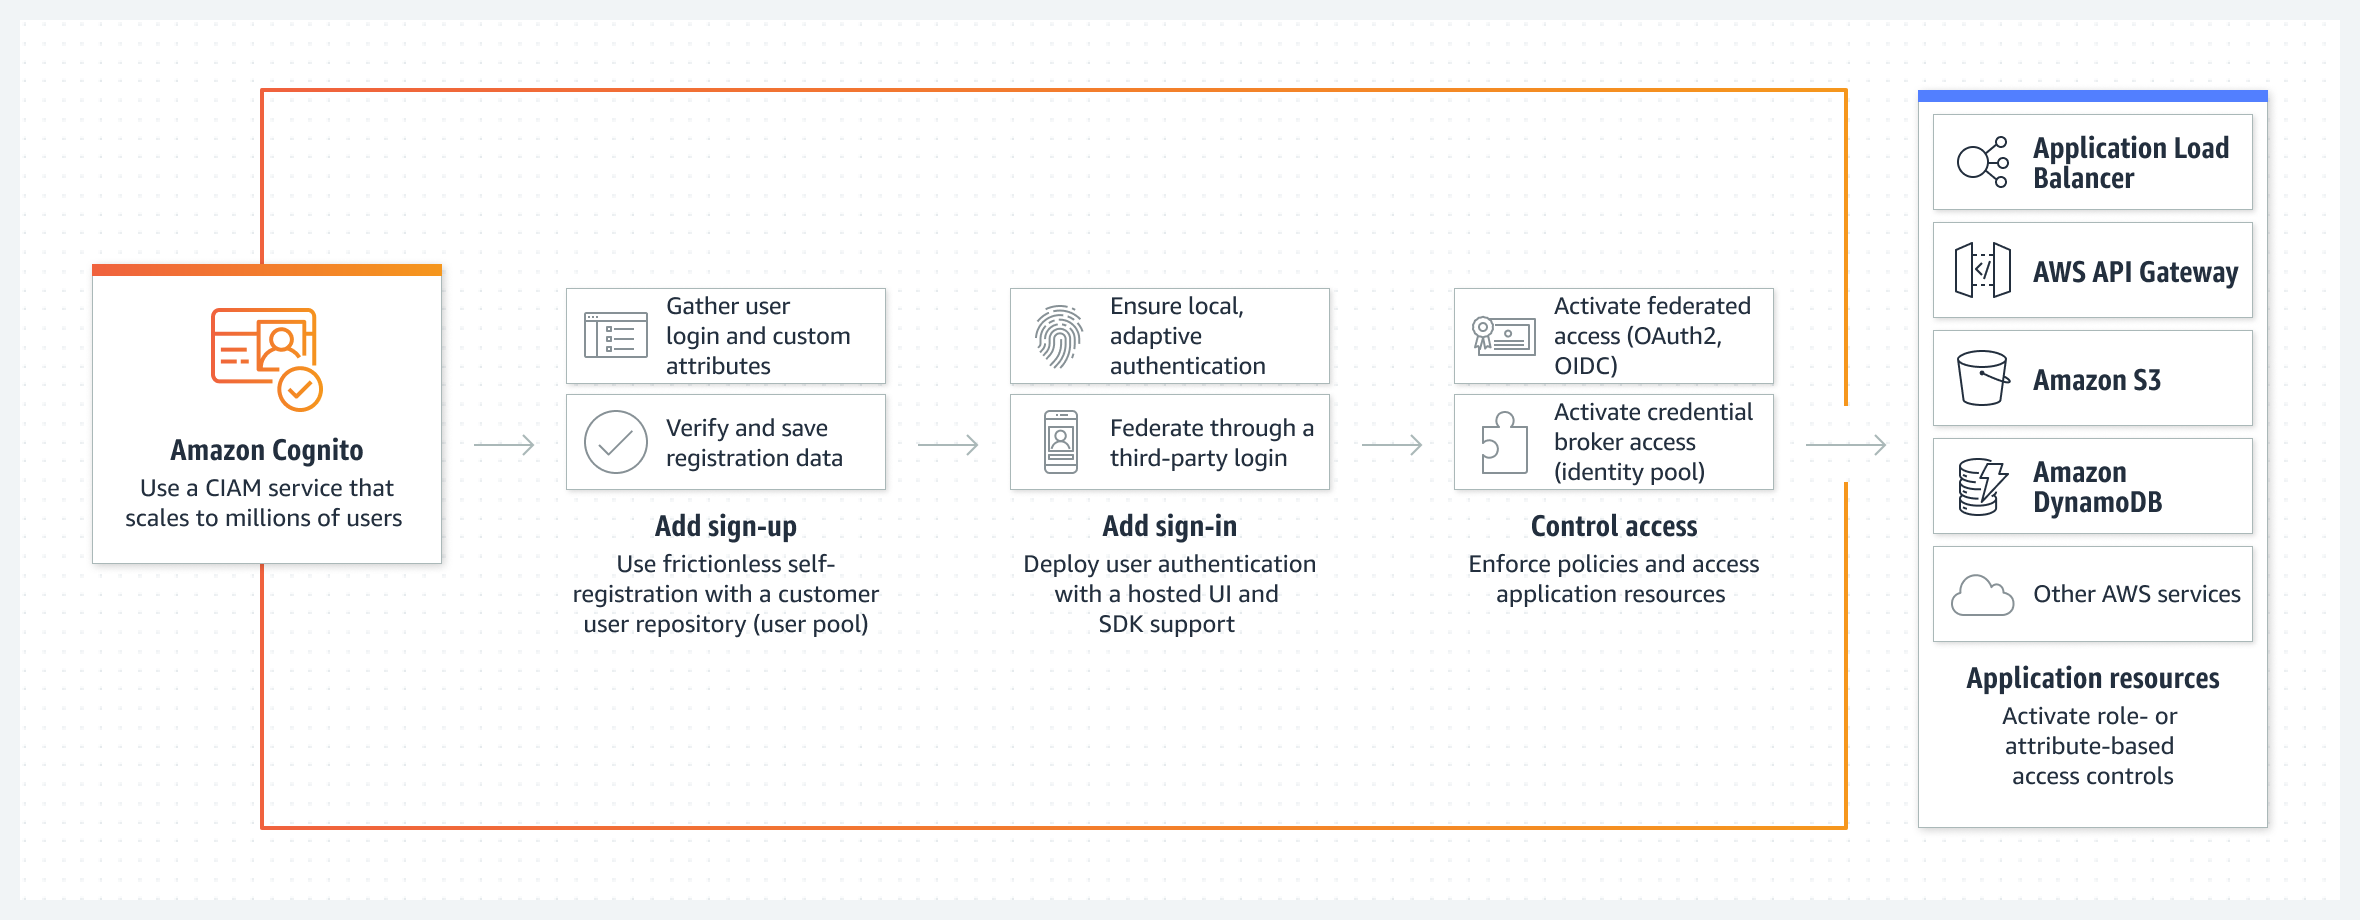 Amazon Cognito
Use a CIAM service that
scales to millions of users
Gather user
login and custom
attributes
Verify and save
registration data
Add sign-up
Use frictionless self-
registration with a customer
user repository (user pool)
Ensure local,
adaptive
authentication
Federate through a
third-party login
Add sign-in
Deploy user authentication
with a hosted UI and
SDK support
Activate federated
access (OAuth2,
OIDC)
Activate credential
broker access
(identity pool)
Control access
Enforce policies and access
application resources
Application Load
Balancer
AWS API Gateway
Amazon S3
Amazon
DynamoDB
Other AWS services
Application resources
Activate role- or
attribute-based
access controls